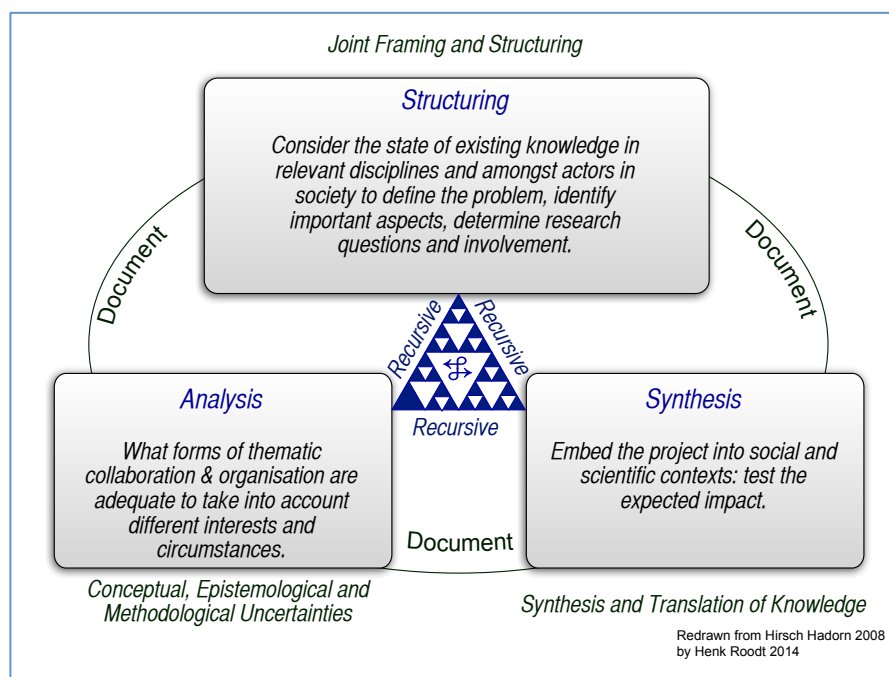 Joint Framing and Structuring
Structuring
Consider the state of existing knowledge in
relevant disciplines and amongst actors in
society to define the problem, identify
important aspects, determine research
questions and involvement.
Document
Document
Recursive
Recursive
Recursive
Analysis
What forms of thematic
collaboration & organisation are
adequate to take into account
different interests and
circumstances.
Synthesis
Embed the project into social and
scientific contexts: test the
expected impact.
Document
Conceptual, Epistemological and
Methodological Uncertainties
Synthesis and Translation of Knowledge
Redrawn from Hirsch Hadorn 2008
by Henk Roodt 2014